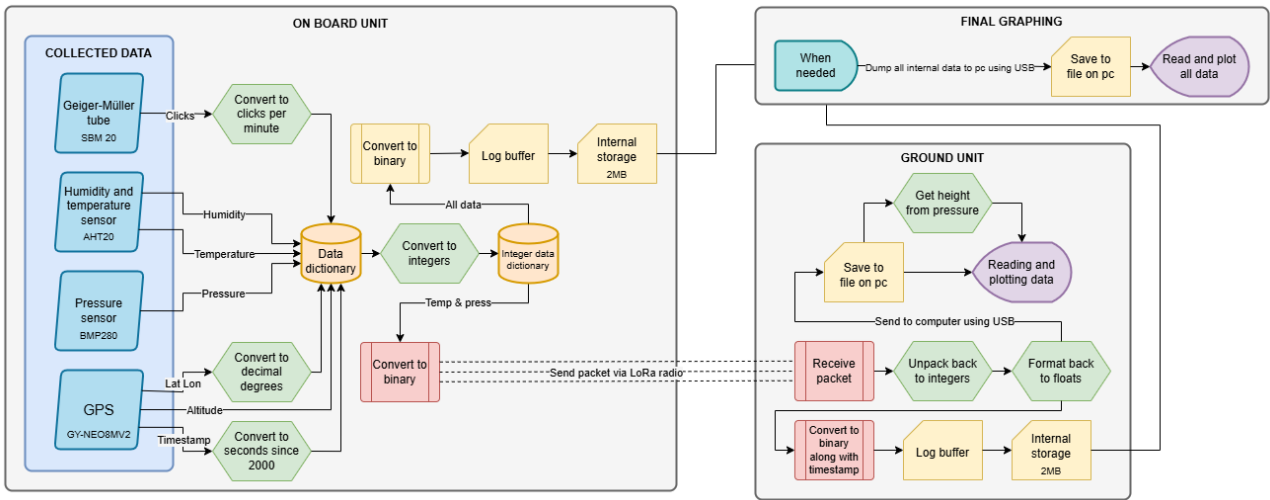 ON BOARD UNIT
COLLECTED DATA
Geiger-Müller
tube
SBM 20
Clicks
Convert to
clicks per
minute
Humidity and
temperature
sensor
AHT20
Humidity
Temperature
Pressure
sensor
BMP280
Pressure
GPS
GY-NEO8MV2
Lat Lon
Altitude
Timestamp
Convert to
decimal
degrees
Convert to
seconds since
2000
Data
dictionary
Convert to
integers
Integer data
dictionary
All data
Convert to
binary
Log buffer
Internal
storage
2MB
Temp & press
Convert to
binary
Send packet via LoRa radio
FINAL GRAPHING
When
needed
Dump all internal data to pc using USB
Save to
file on pc
Read and plot
all data
GROUND UNIT
Get height
from pressure
Save to
file on pc
Reading and
plotting data
Send to computer using USB
Receive
packet
Unpack back
to integers
Format back
to floats
Convert to
binary
along with
timestamp
Log buffer
Internal
storage
2MB